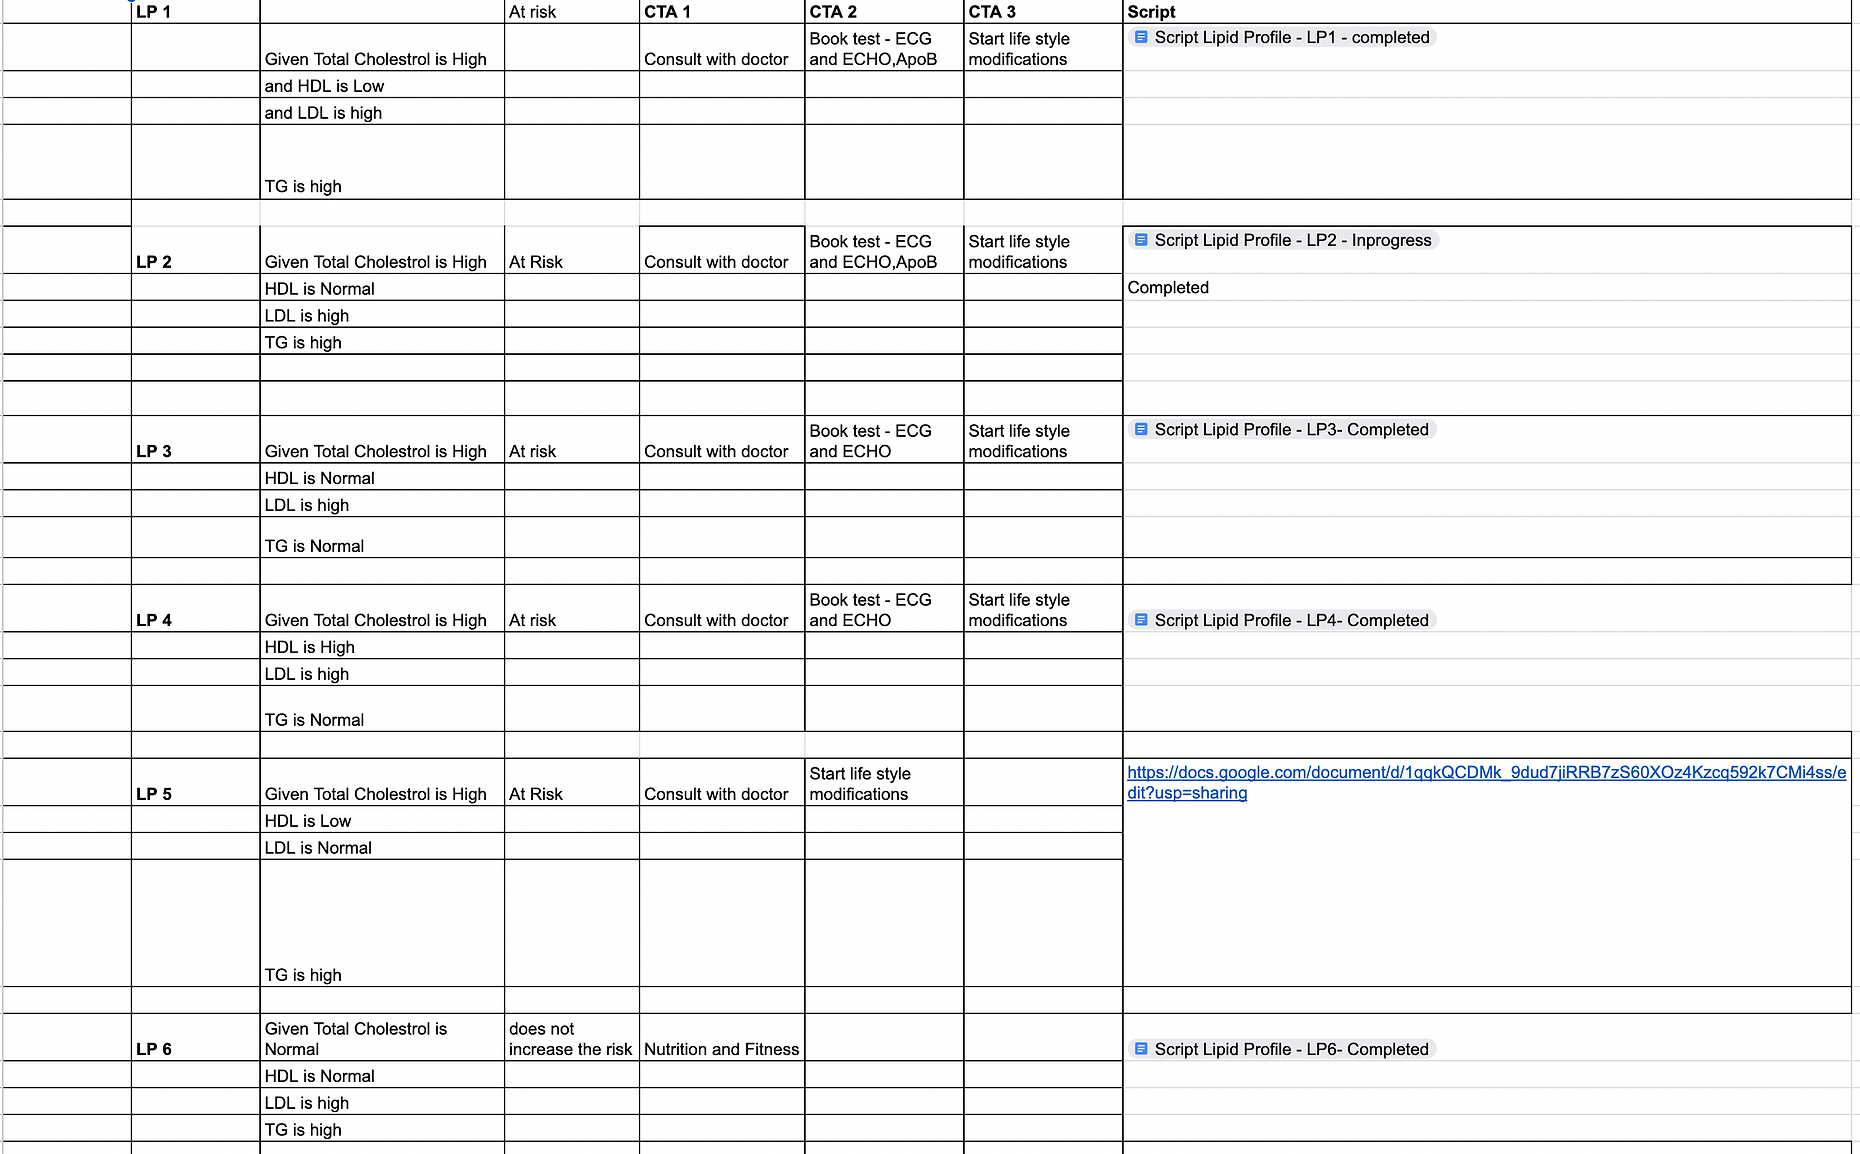 LP 1 At risk CTA 1 CTA 2 CTA 3 Script
Given Total Cholestrol is High Consult with doctor Book test - ECG and ECHO,ApoB Start life style modifications Script Lipid Profile - LP1 - completed
and HDL is Low
and LDL is high
TG is high
LP 2 Given Total Cholestrol is High At Risk Consult with doctor Book test - ECG and ECHO,ApoB Start life style modifications Script Lipid Profile - LP2 - Inprogress
HDL is Normal Completed
LDL is high
TG is high
LP 3 Given Total Cholestrol is High At risk Consult with doctor Book test - ECG and ECHO Start life style modifications Script Lipid Profile - LP3- Completed
HDL is Normal
LDL is high
TG is Normal
LP 4 Given Total Cholestrol is High At risk Consult with doctor Book test - ECG and ECHO Start life style modifications Script Lipid Profile - LP4- Completed
HDL is High
LDL is high
TG is Normal
LP 5 Given Total Cholestrol is High At Risk Consult with doctor Start life style modifications https://docs.google.com/document/d/1qqkQCDMk_9dud7jiRRB7zS60XOz4Kzcq592k7CMi4ss/edit?usp=sharing
HDL is Low
LDL is Normal
TG is high
LP 6 Given Total Cholestrol is Normal does not increase the risk Nutrition and Fitness Script Lipid Profile - LP6- Completed
HDL is Normal
LDL is high
TG is high